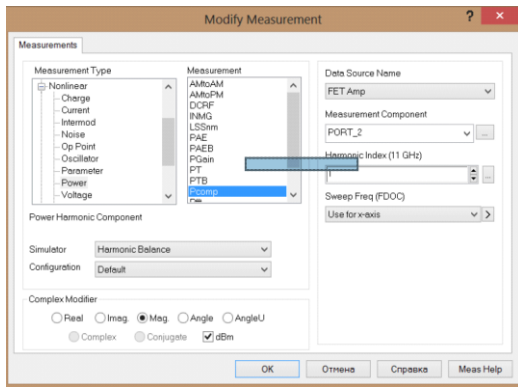 Modify Measurement
?
×
Measurements
Measurement Type
Nonlinear
Charge
Current
Intermod
Noise
Op Point
Oscillator
Parameter
Power
Voltage
Measurement
AMtoAM
AMtoPM
DCRF
INMG
LSSnm
PAE
PAEB
PGain
PT
PTB
Pcomp
Power Harmonic Component
Simulator
Harmonic Balance
Configuration
Default
Complex Modifier
Real Imag. Mag. Angle AngleU
Complex Conjugate dBm
Data Source Name
FET Amp
Measurement Component
PORT_2
...
Harmonic Index (11 GHz)
1
...
Sweep Freq (FDOC)
Use for x-axis
OK Отмена Справка Meas Help